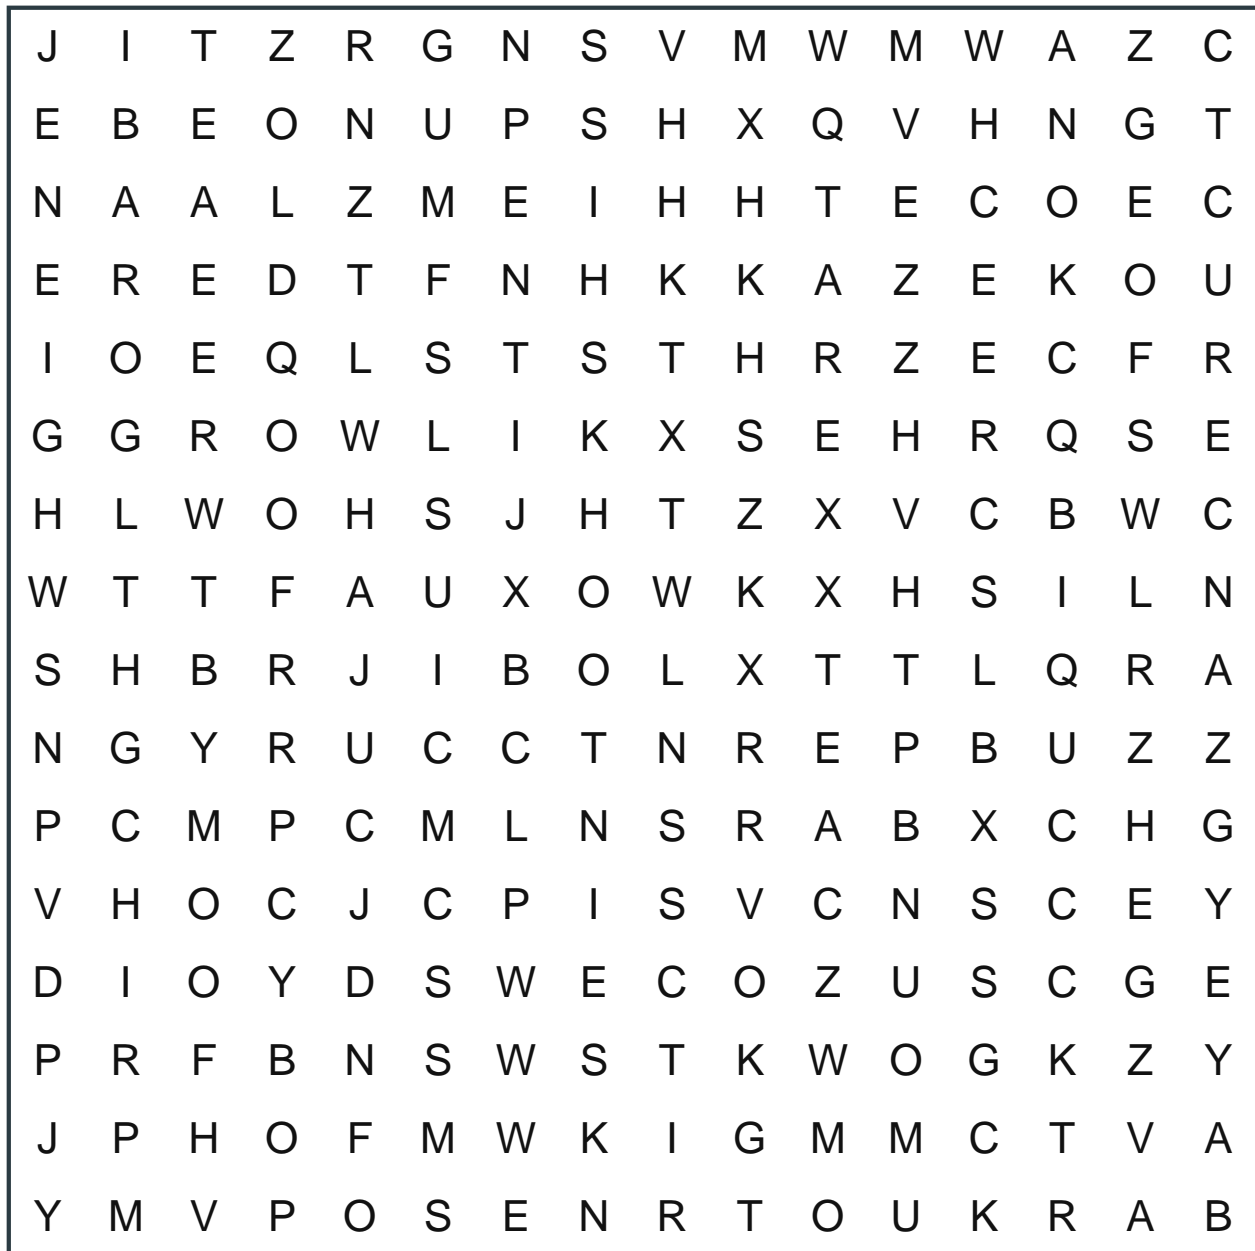 J I T Z R G N S V M W M W A Z C
E B E O N U P S H X Q V H N G T
N A A L Z M E I H H T E C O E C
E R E D T F N H K K A Z E K O U
I O E Q L S T S T H R Z E C F R
G G R O W L I K X S E H R Q S E
H L W O H S J H T Z X V C B W C
W T T F A U X O W K X H S I L N
S H B R J I B O L X T T L Q R A
N G Y R U C C T N R E P B U Z Z
P C M P C M L N S R A B X C H G
V H O C J C P I S V C N S C E Y
D I O Y D S W E C O Z U S C G E
P R F B N S W S T K W O G K Z Y
J P H O F M W K I G M M C T V A
Y M V P O S E N R T O U K R A B